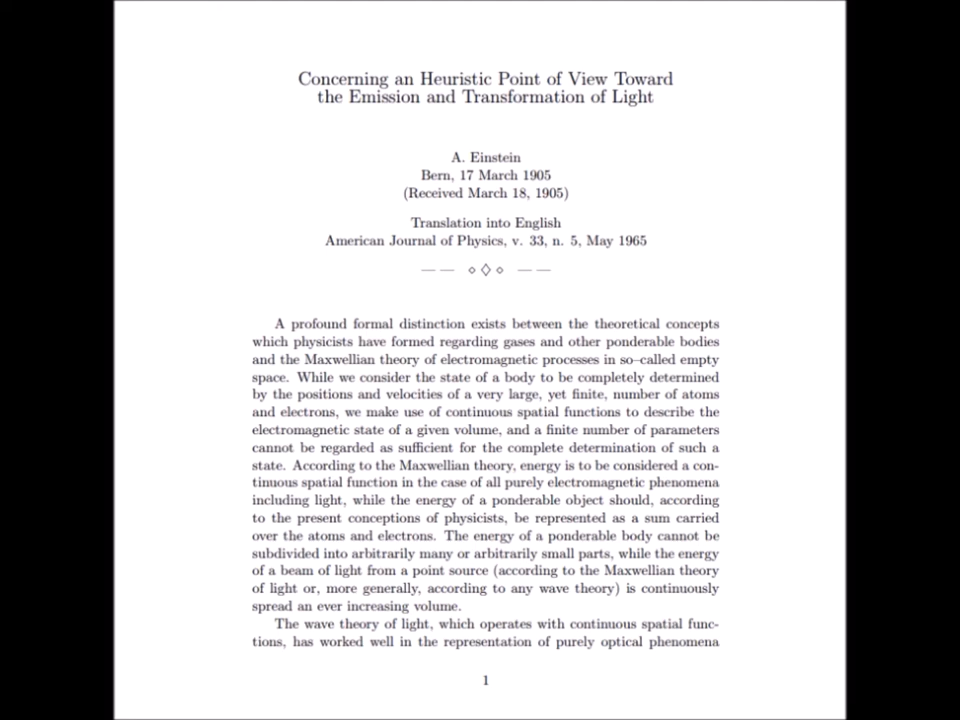 Concerning an Heuristic Point of View Toward
the Emission and Transformation of Light
A. Einstein
Bern, 17 March 1905
(Received March 18, 1905)
Translation into English
American Journal of Physics, v. 33, n. 5, May 1965
A profound formal distinction exists between the theoretical concepts
which physicists have formed regarding gases and other ponderable bodies
and the Maxwellian theory of electromagnetic processes in so–called empty
space. While we consider the state of a body to be completely determined
by the positions and velocities of a very large, yet finite, number of atoms
and electrons, we make use of continuous spatial functions to describe the
electromagnetic state of a given volume, and a finite number of parameters
cannot be regarded as sufficient for the complete determination of such a
state. According to the Maxwellian theory, energy is to be considered a con-
tinuous spatial function in the case of all purely electromagnetic phenomena
including light, while the energy of a ponderable object should, according
to the present conceptions of physicists, be represented as a sum carried
over the atoms and electrons. The energy of a ponderable body cannot be
subdivided into arbitrarily many or arbitrarily small parts, while the energy
of a beam of light from a point source (according to the Maxwellian theory
of light or, more generally, according to any wave theory) is continuously
spread an ever increasing volume.
The wave theory of light, which operates with continuous spatial func-
tions, has worked well in the representation of purely optical phenomena
1